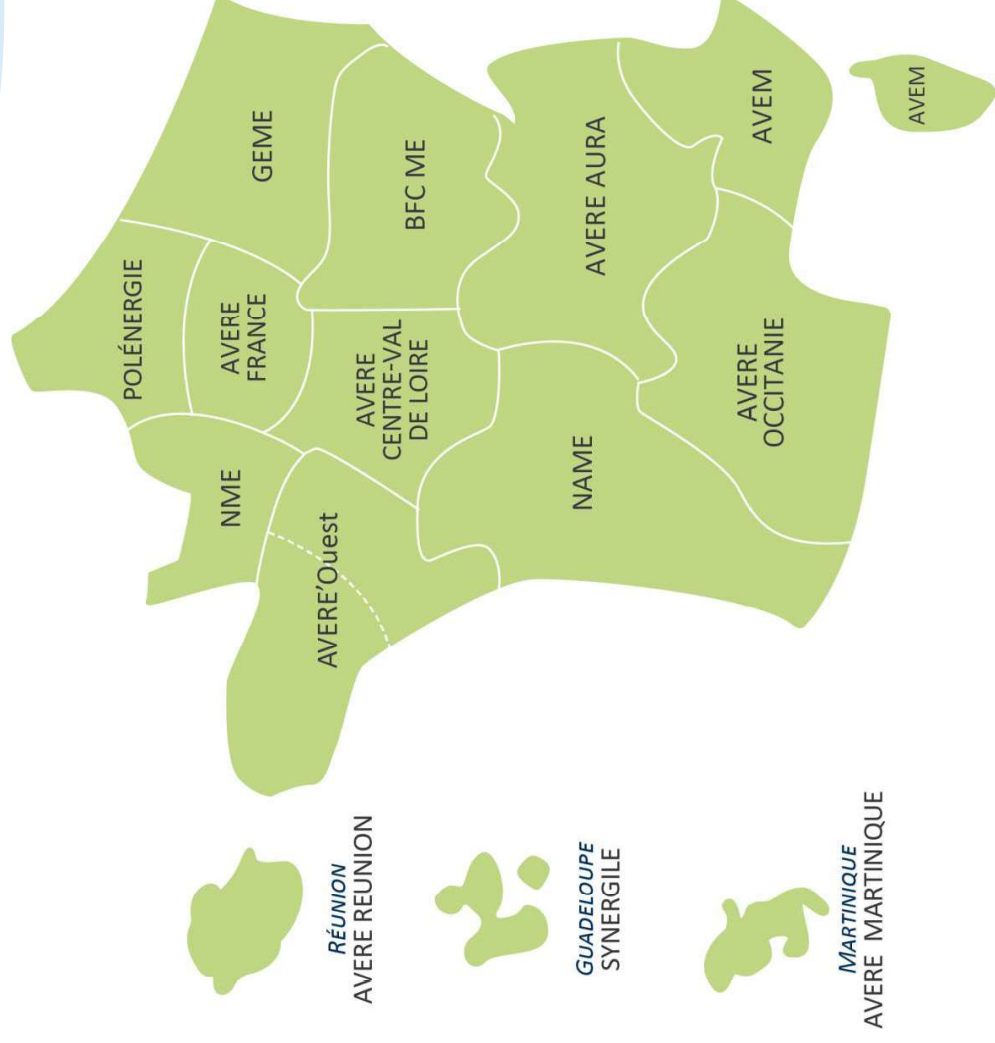 POLÉNERGIE
NME
AVERE
FRANCE
GEME
AVERE'Ouest
AVERE
CENTRE-VAL
DE LOIRE
BFC ME
NAME
AVERE AURA
AVERE
OCCITANIE
AVEM
AVEM
RÉUNION
AVERE REUNION
GUADELOUPE
SYNERGILE
MARTINIQUE
AVERE MARTINIQUE